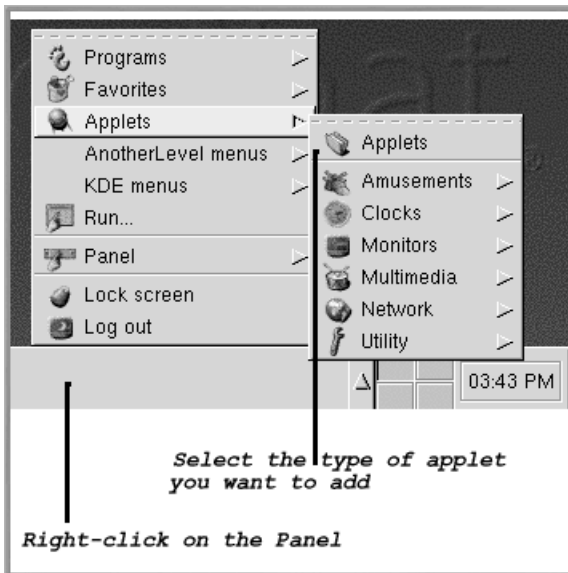 Programs
Favorites
Applets
AnotherLevel menus
KDE menus
Run...
Panel
Lock screen
Log out
Applets
Amusements
Clocks
Monitors
Multimedia
Network
Utility
03:43 PM
Select the type of applet
you want to add
Right-click on the Panel